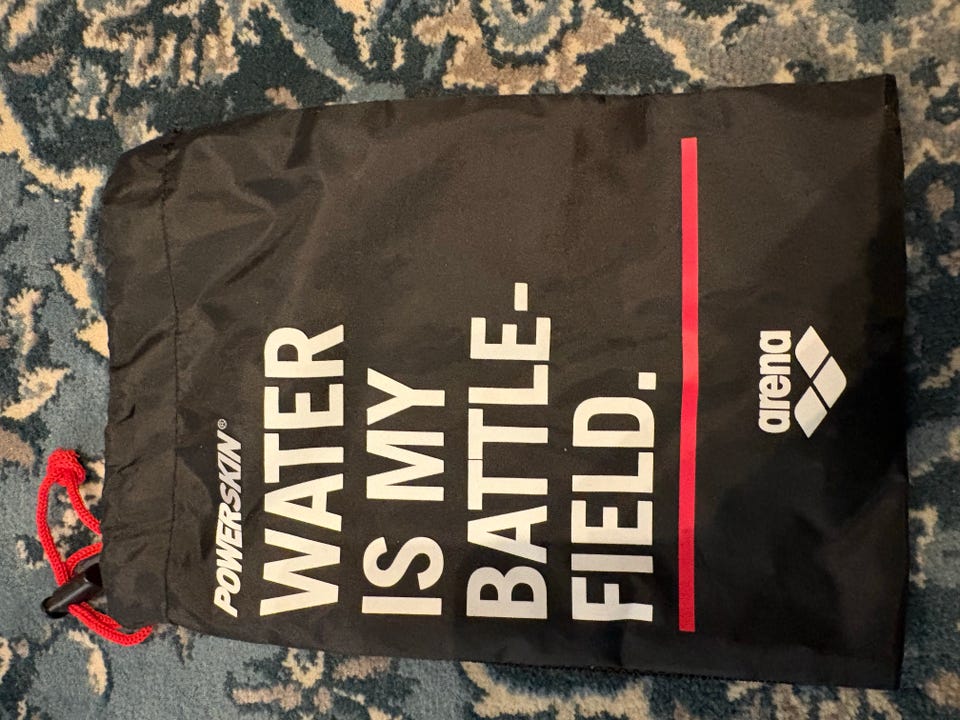 POWERSKIN®
WATER
IS MY
BATTLE-
FIELD.
arena